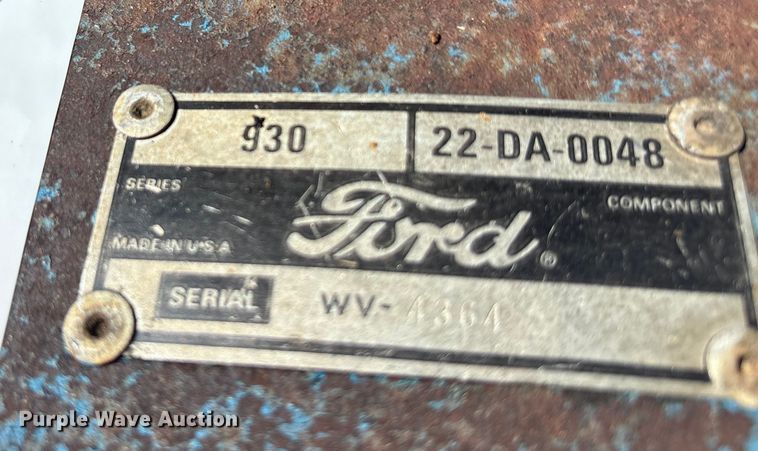 930 22-DA-0048
SERIES COMPONENT
Ford ®
MADE IN U.S.A
SERIAL WV- 4364
Purple Wave Auction